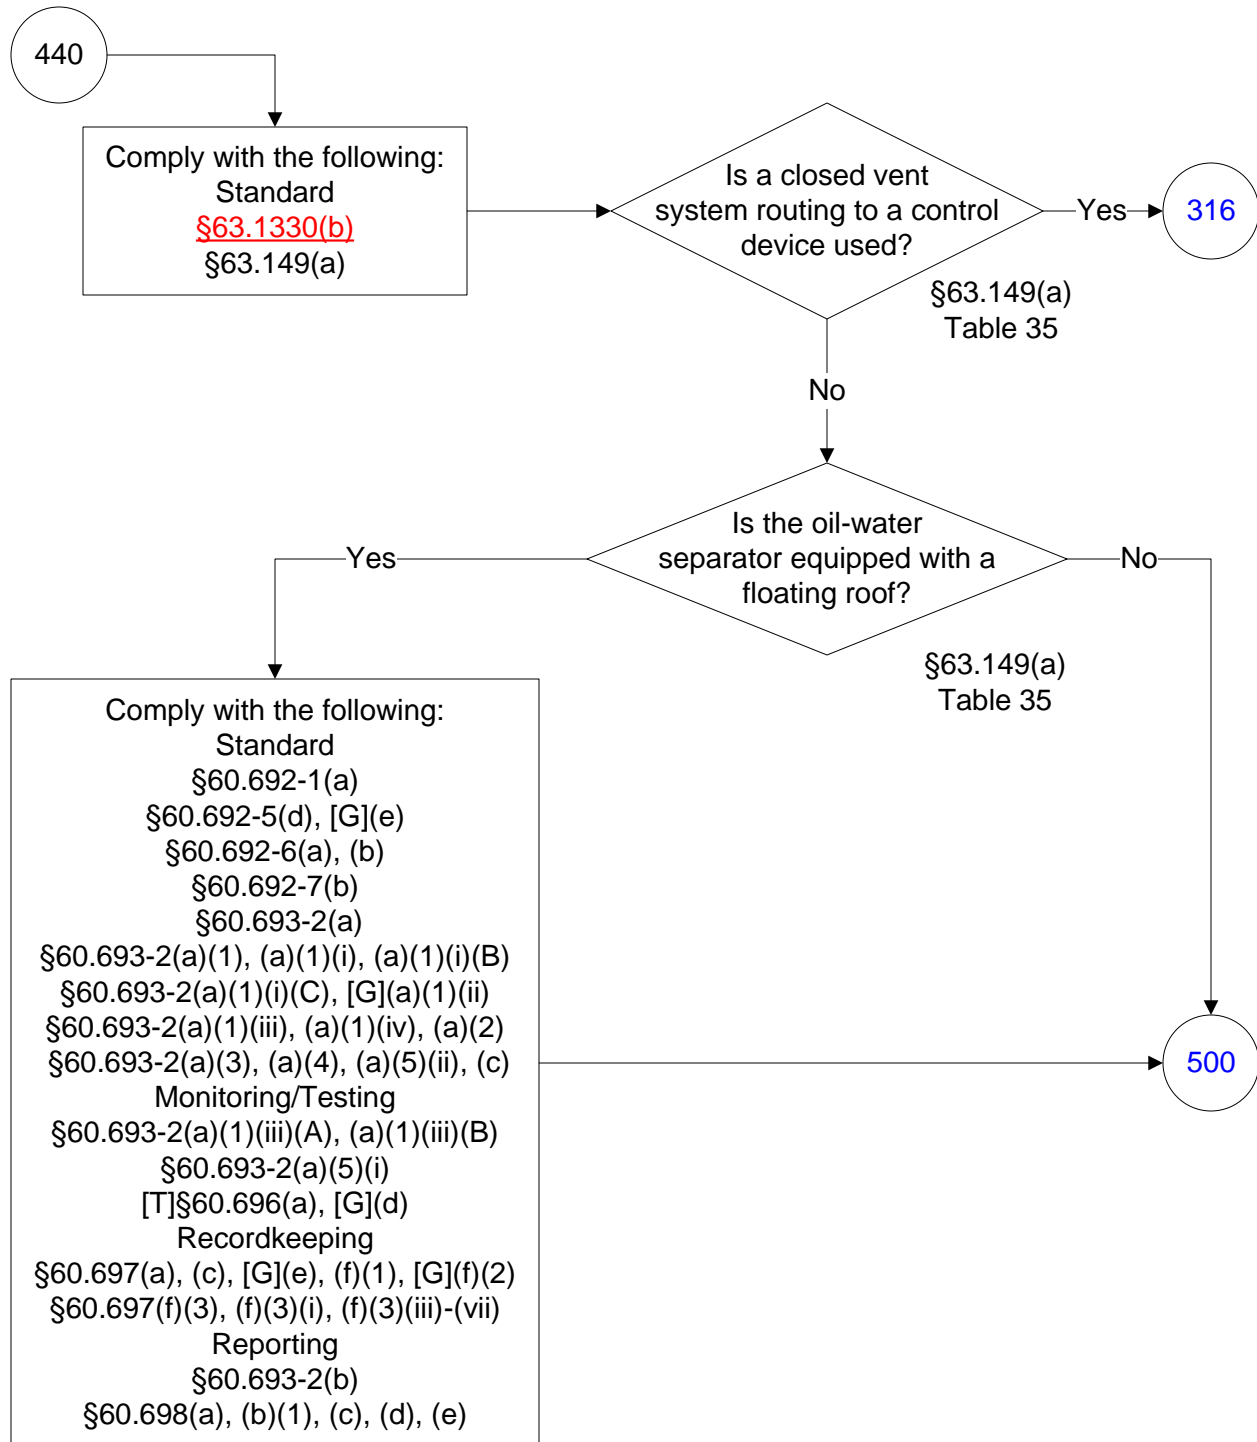 440
Comply with the following:
Standard
§63.1330(b)
§63.149(a)
Is a closed vent
system routing to a control
device used?
Yes
316
§63.149(a)
Table 35
No
Is the oil-water
separator equipped with a
floating roof?
Yes
No
§63.149(a)
Table 35
Comply with the following:
Standard
§60.692-1(a)
§60.692-5(d), [G](e)
§60.692-6(a), (b)
§60.692-7(b)
§60.693-2(a)
§60.693-2(a)(1), (a)(1)(i), (a)(1)(i)(B)
§60.693-2(a)(1)(i)(C), [G](a)(1)(ii)
§60.693-2(a)(1)(iii), (a)(1)(iv), (a)(2)
§60.693-2(a)(3), (a)(4), (a)(5)(ii), (c)
Monitoring/Testing
§60.693-2(a)(1)(iii)(A), (a)(1)(iii)(B)
§60.693-2(a)(5)(i)
[T]§60.696(a), [G](d)
Recordkeeping
§60.697(a), (c), [G](e), (f)(1), [G](f)(2)
§60.697(f)(3), (f)(3)(i), (f)(3)(iii)-(vii)
Reporting
§60.693-2(b)
§60.698(a), (b)(1), (c), (d), (e)
500